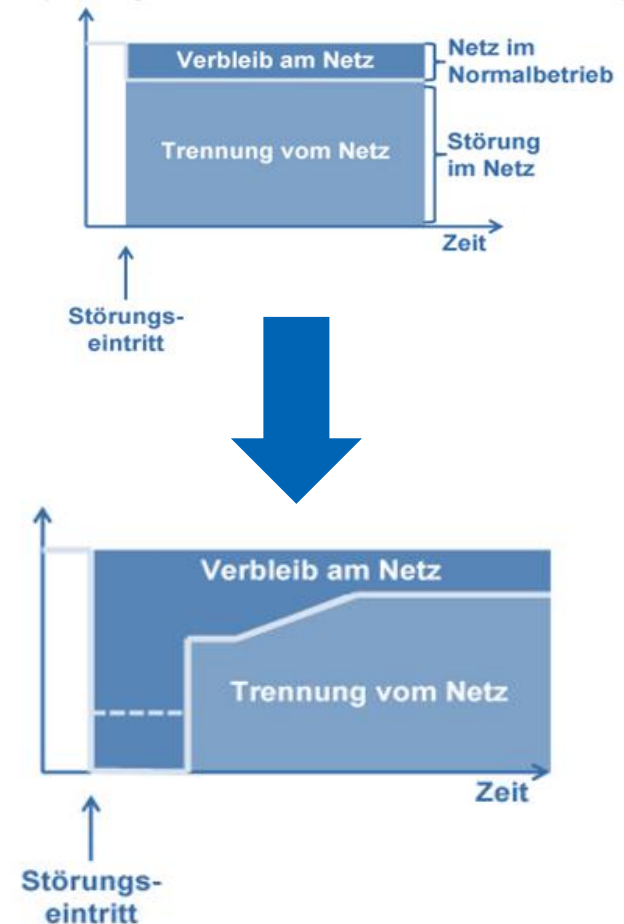 Verbleib am Netz
Netz im
Normalbetrieb
Trennung vom Netz
Störung
im Netz
Zeit
Störungs-
eintritt
Verbleib am Netz
Trennung vom Netz
Zeit
Störungs-
eintritt